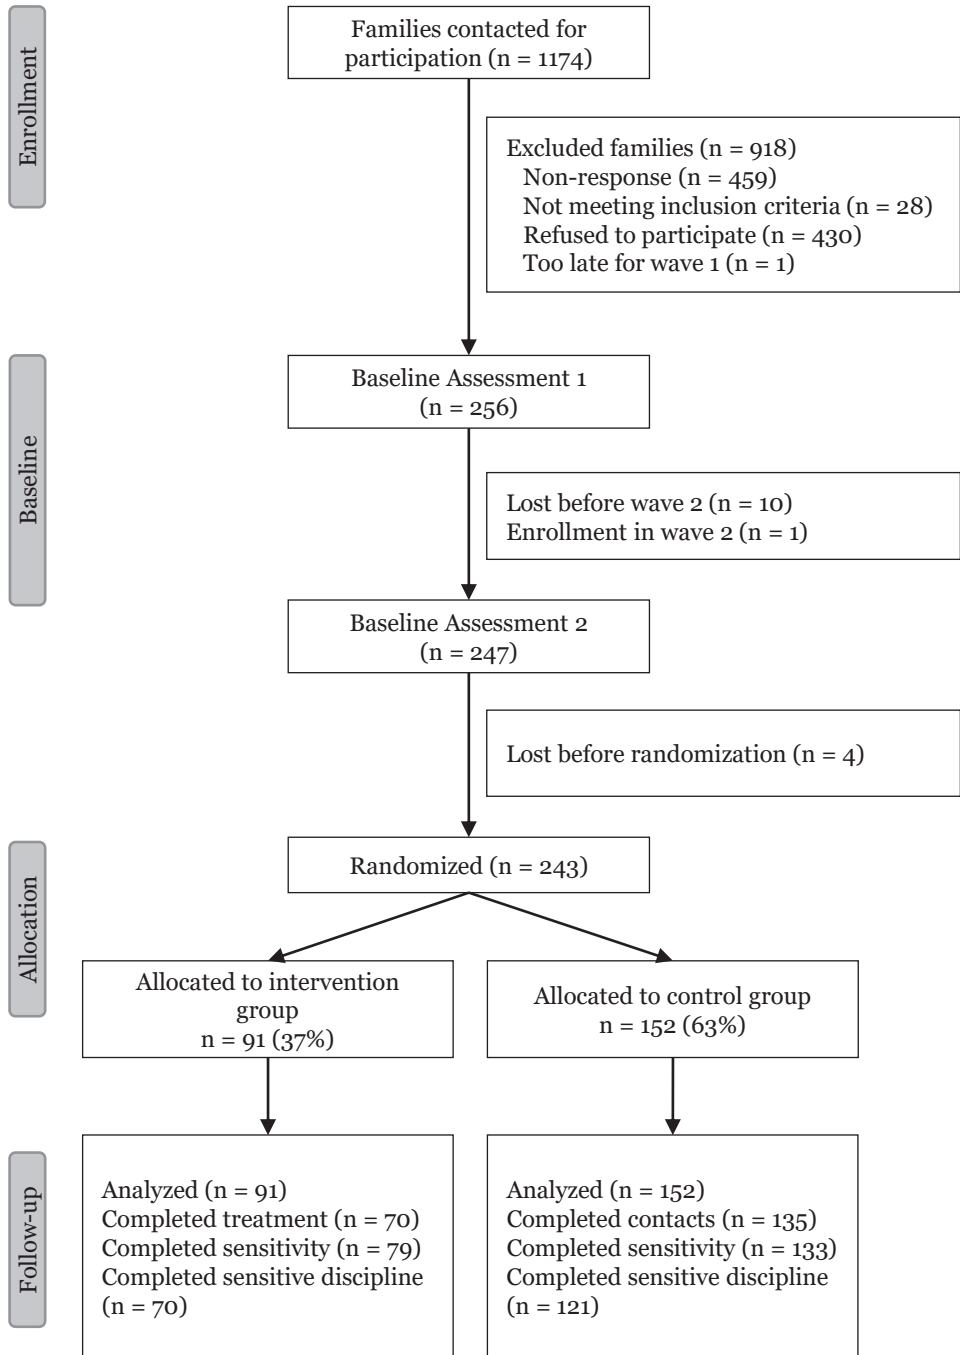 Enrollment
Families contacted for
participation (n = 1174)
Excluded families (n = 918)
Non-response (n = 459)
Not meeting inclusion criteria (n = 28)
Refused to participate (n = 430)
Too late for wave 1 (n = 1)
Baseline
Baseline Assessment 1
(n = 256)
Lost before wave 2 (n = 10)
Enrollment in wave 2 (n = 1)
Baseline Assessment 2
(n = 247)
Lost before randomization (n = 4)
Allocation
Randomized (n = 243)
Allocated to intervention
group
n = 91 (37%)
Allocated to control group
n = 152 (63%)
Follow-up
Analyzed (n = 91)
Completed treatment (n = 70)
Completed sensitivity (n = 79)
Completed sensitive discipline
(n = 70)
Analyzed (n = 152)
Completed contacts (n = 135)
Completed sensitivity (n = 133)
Completed sensitive discipline
(n = 121)